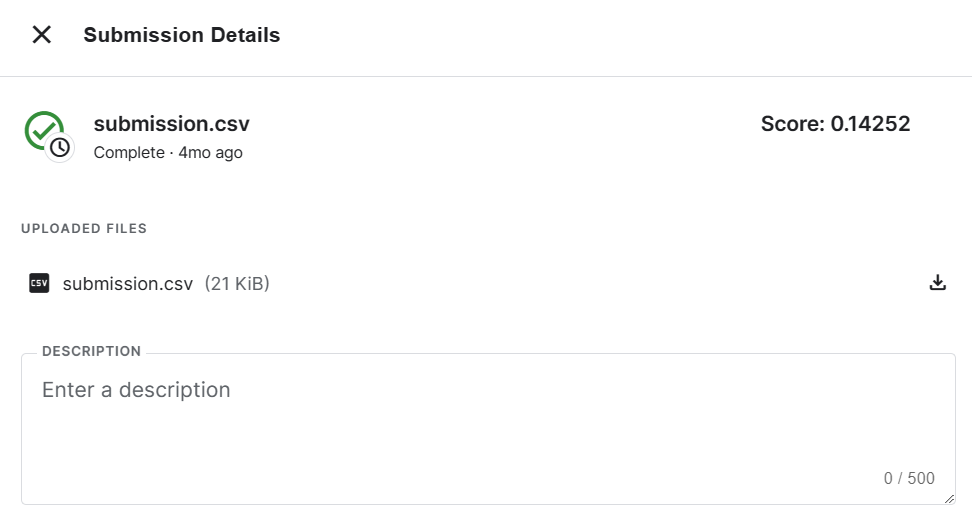 Submission Details
submission.csv
Score: 0.14252
Complete · 4mo ago
UPLOADED FILES
CSV
submission.csv (21 KiB)
DESCRIPTION
Enter a description
0 / 500